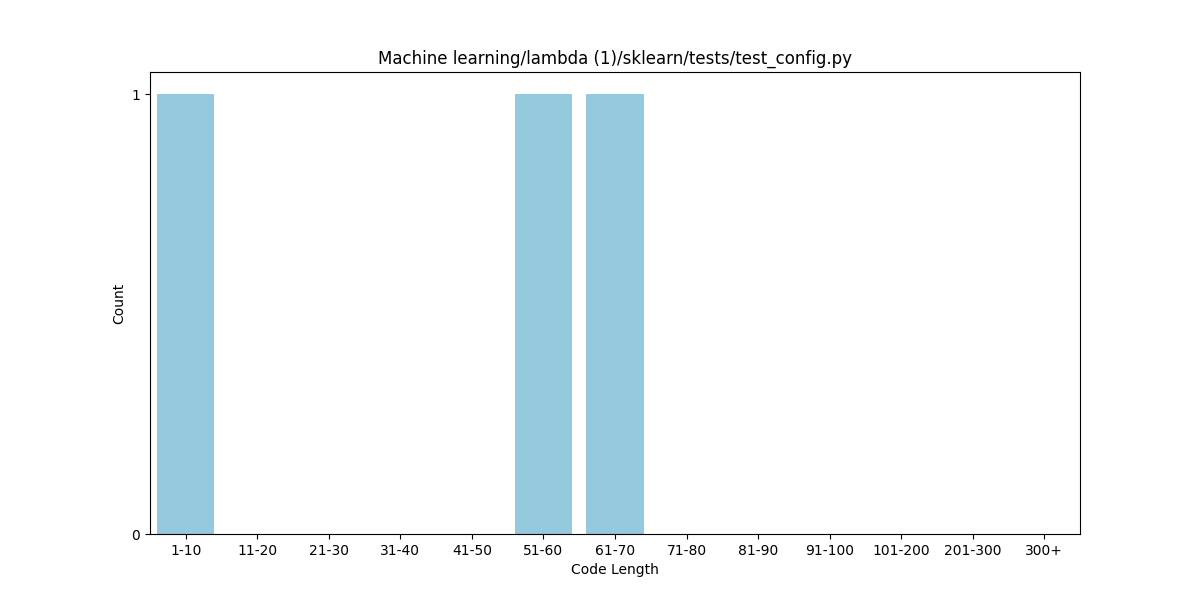 Machine learning/lambda (1)/sklearn/tests/test_config.py
1
0
Count
1-10 11-20 21-30 31-40 41-50 51-60 61-70 71-80 81-90 91-100 101-200 201-300 300+
Code Length